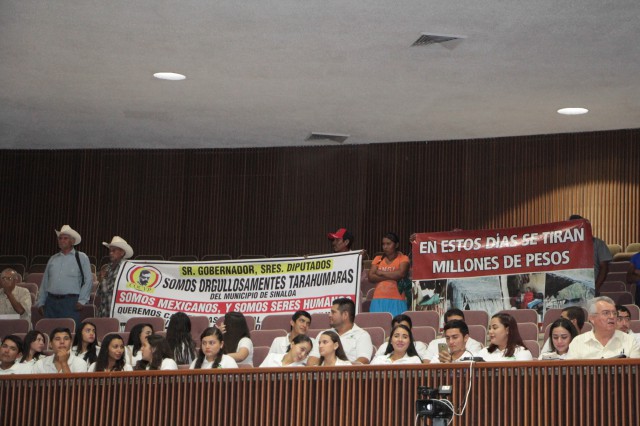 SR. GOBERNADOR, SRES. DIPUTADOS
SOMOS ORGULLOSAMENTES TARAHUMARAS
DEL MUNICIPIO DE SINALOA
SOMOS MEXICANOS, Y SOMOS SERES HUMANOS
QUEREMOS
EN ESTOS DÍAS SE TIRAN
MILLONES DE PESOS